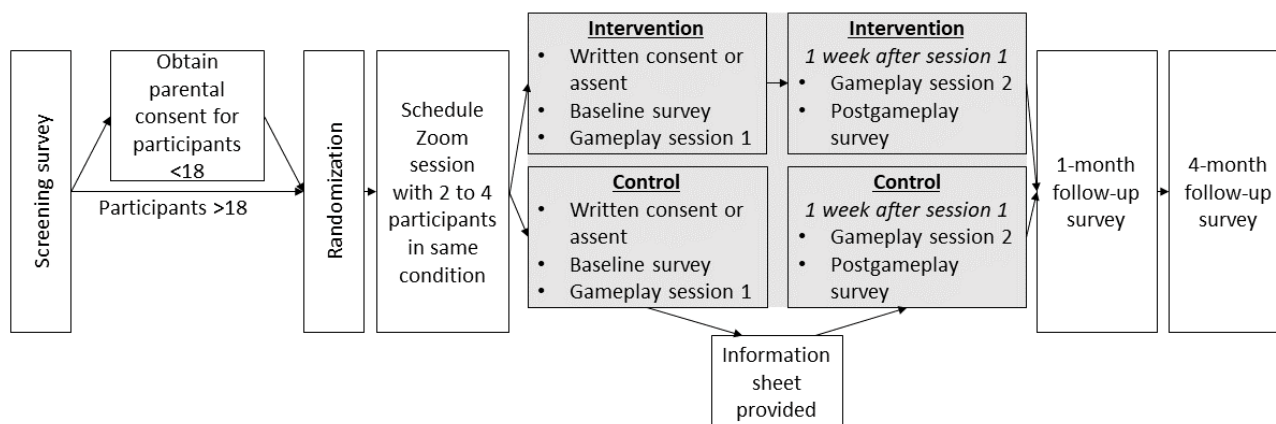 Screening survey
Obtain
parental
consent for
participants
<18
Participants >18
Randomization
Schedule
Zoom
session
with 2 to 4
participants
in same
condition
Intervention
• Written consent or
assent
• Baseline survey
• Gameplay session 1
Intervention
1 week after session 1
• Gameplay session 2
• Postgameplay
survey
Control
• Written consent or
assent
• Baseline survey
• Gameplay session 1
Control
1 week after session 1
• Gameplay session 2
• Postgameplay
survey
Information
sheet
provided
1-month
follow-up
survey
4-month
follow-up
survey